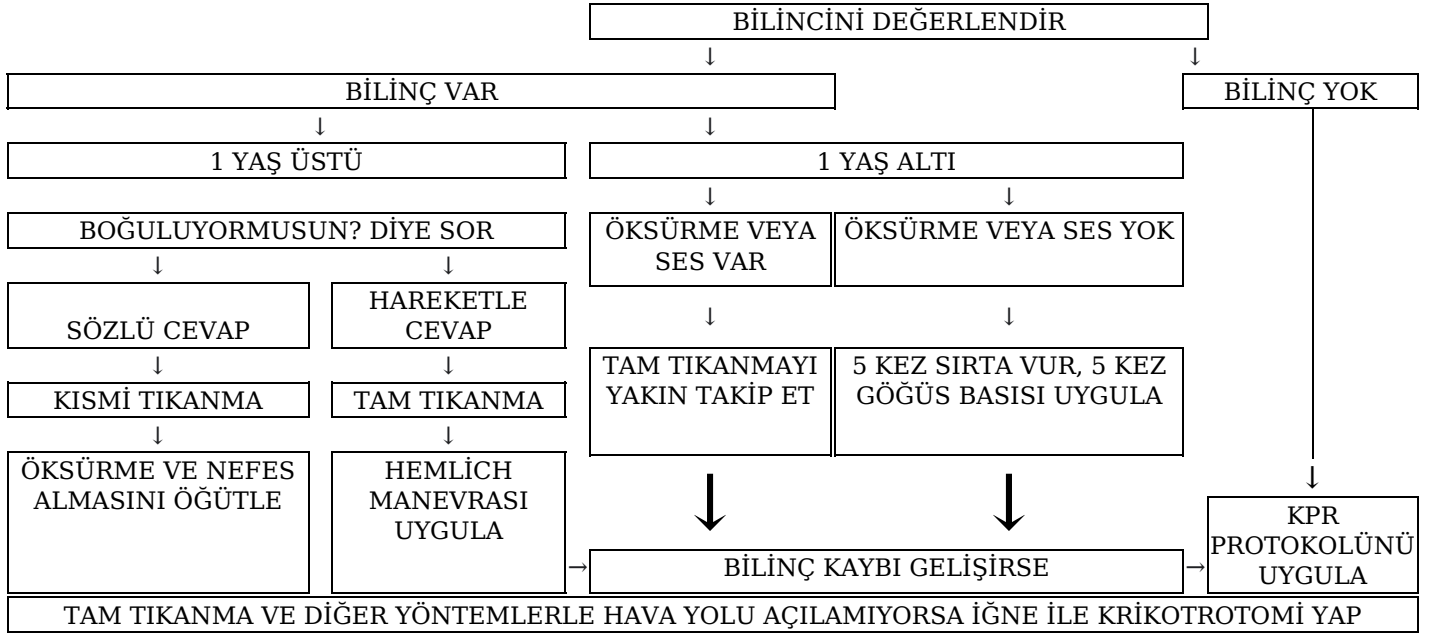 BİLİNCİNİ DEĞERLENDİR
↓ ↓
BİLİNÇ VAR
BİLİNÇ YOK
↓ ↓
1 YAŞ ÜSTÜ
1 YAŞ ALTI
↓ ↓
BOĞULUYORMUSUN? DİYE SOR
ÖKSÜRME VEYA
SES VAR
ÖKSÜRME VEYA SES YOK
↓ ↓
SÖZLÜ CEVAP
HAREKETLE
CEVAP
↓ ↓
↓ ↓
KISMİ TIKANMA
TAM TIKANMA
TAM TIKANMAYI
YAKIN TAKİP ET
5 KEZ SIRTA VUR, 5 KEZ
GÖĞÜS BASISI UYGULA
↓ ↓
ÖKSÜRME VE NEFES
ALMASINI ÖĞÜTLE
HEMLİCH
MANEVRASI
UYGULA
↓ ↓ ↓
→ BİLİNÇ KAYBI GELİŞİRSE →
KPR
PROTOKOLÜNÜ
UYGULA
TAM TIKANMA VE DİĞER YÖNTEMLERLE HAVA YOLU AÇILAMIYORSA İĞNE İLE KRİKOTROTOMİ YAP